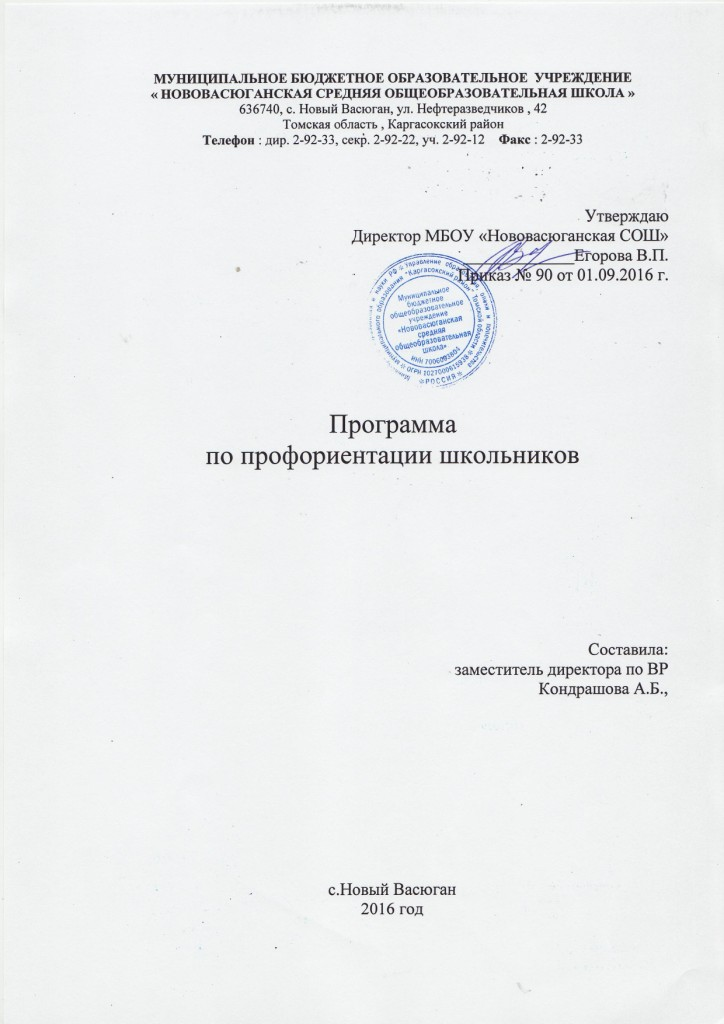 МУНИЦИПАЛЬНОЕ БЮДЖЕТНОЕ ОБРАЗОВАТЕЛЬНОЕ УЧРЕЖДЕНИЕ
« НОВОВАСЮГАНСКАЯ СРЕДНЯЯ ОБЩЕОБРАЗОВАТЕЛЬНАЯ ШКОЛА »
636740, с. Новый Васюган, ул. Нефтеразведчиков , 42
Томская область , Каргасокский район
Телефон : дир. 2-92-33, секр. 2-92-22, уч. 2-92-12 Факс : 2-92-33
Утверждаю
Директор МБОУ «Нововасюганская СОШ»
Егорова В.П.
Приказ № 90 от 01.09.2016 г.
Муниципальное
бюджетное
общеобразовательное
учреждение
«Нововасюганская
средняя
общеобразовательная
школа»
РОССИЯ
Программа
по профориентации школьников
Составила:
заместитель директора по ВР
Кондрашова А.Б.,
с.Новый Васюган
2016 год